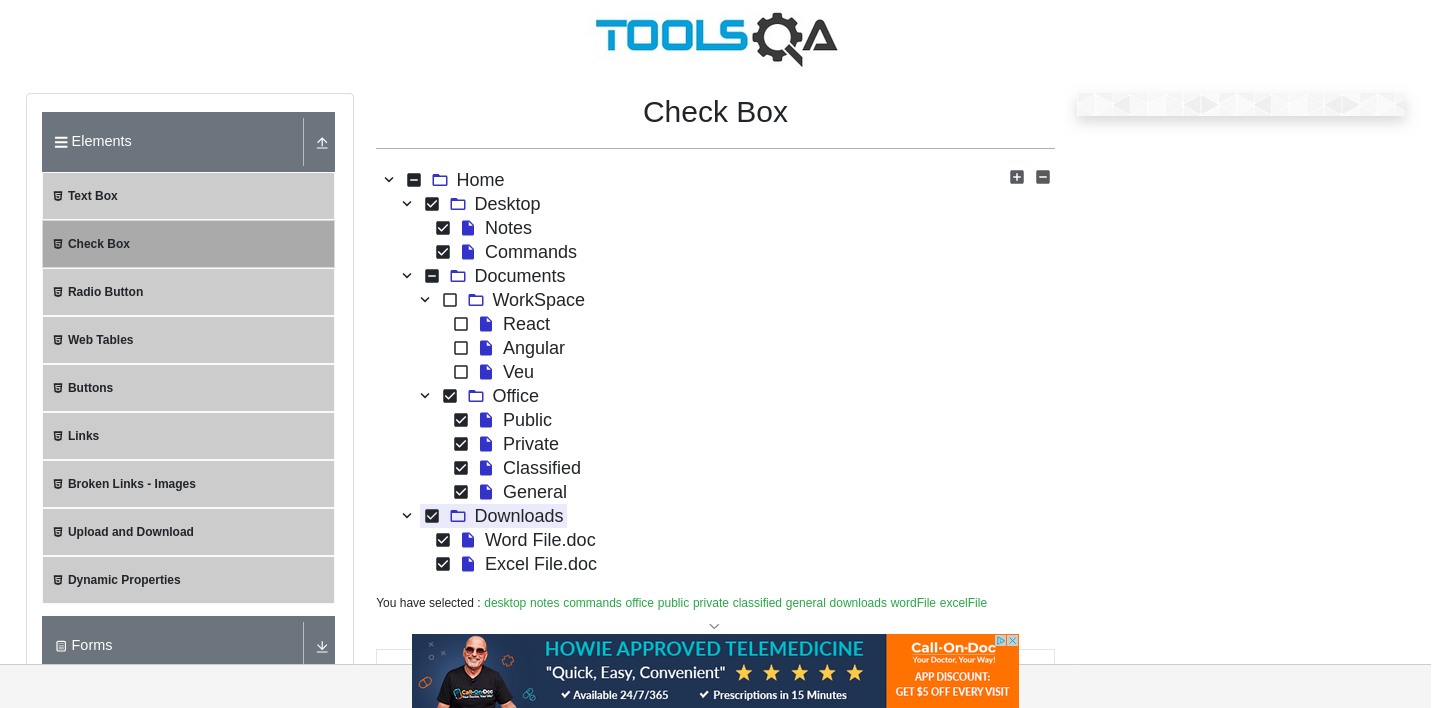 TOOLSQA
Elements
Text Box
Check Box
Radio Button
Web Tables
Buttons
Links
Broken Links - Images
Upload and Download
Dynamic Properties
Forms
Check Box
Home
Desktop
Notes
Commands
Documents
WorkSpace
React
Angular
Veu
Office
Public
Private
Classified
General
Downloads
Word File.doc
Excel File.doc
You have selected : desktop notes commands office public private classified general downloads wordFile excelFile
HOWIE APPROVED TELEMEDICINE
"Quick, Easy, Convenient"
Available 24/7/365 Prescriptions in 15 Minutes
Call-On-Doc
Call-On-Doc
Your Doctor, Your Way!
APP DISCOUNT:
GET $5 OFF EVERY VISIT